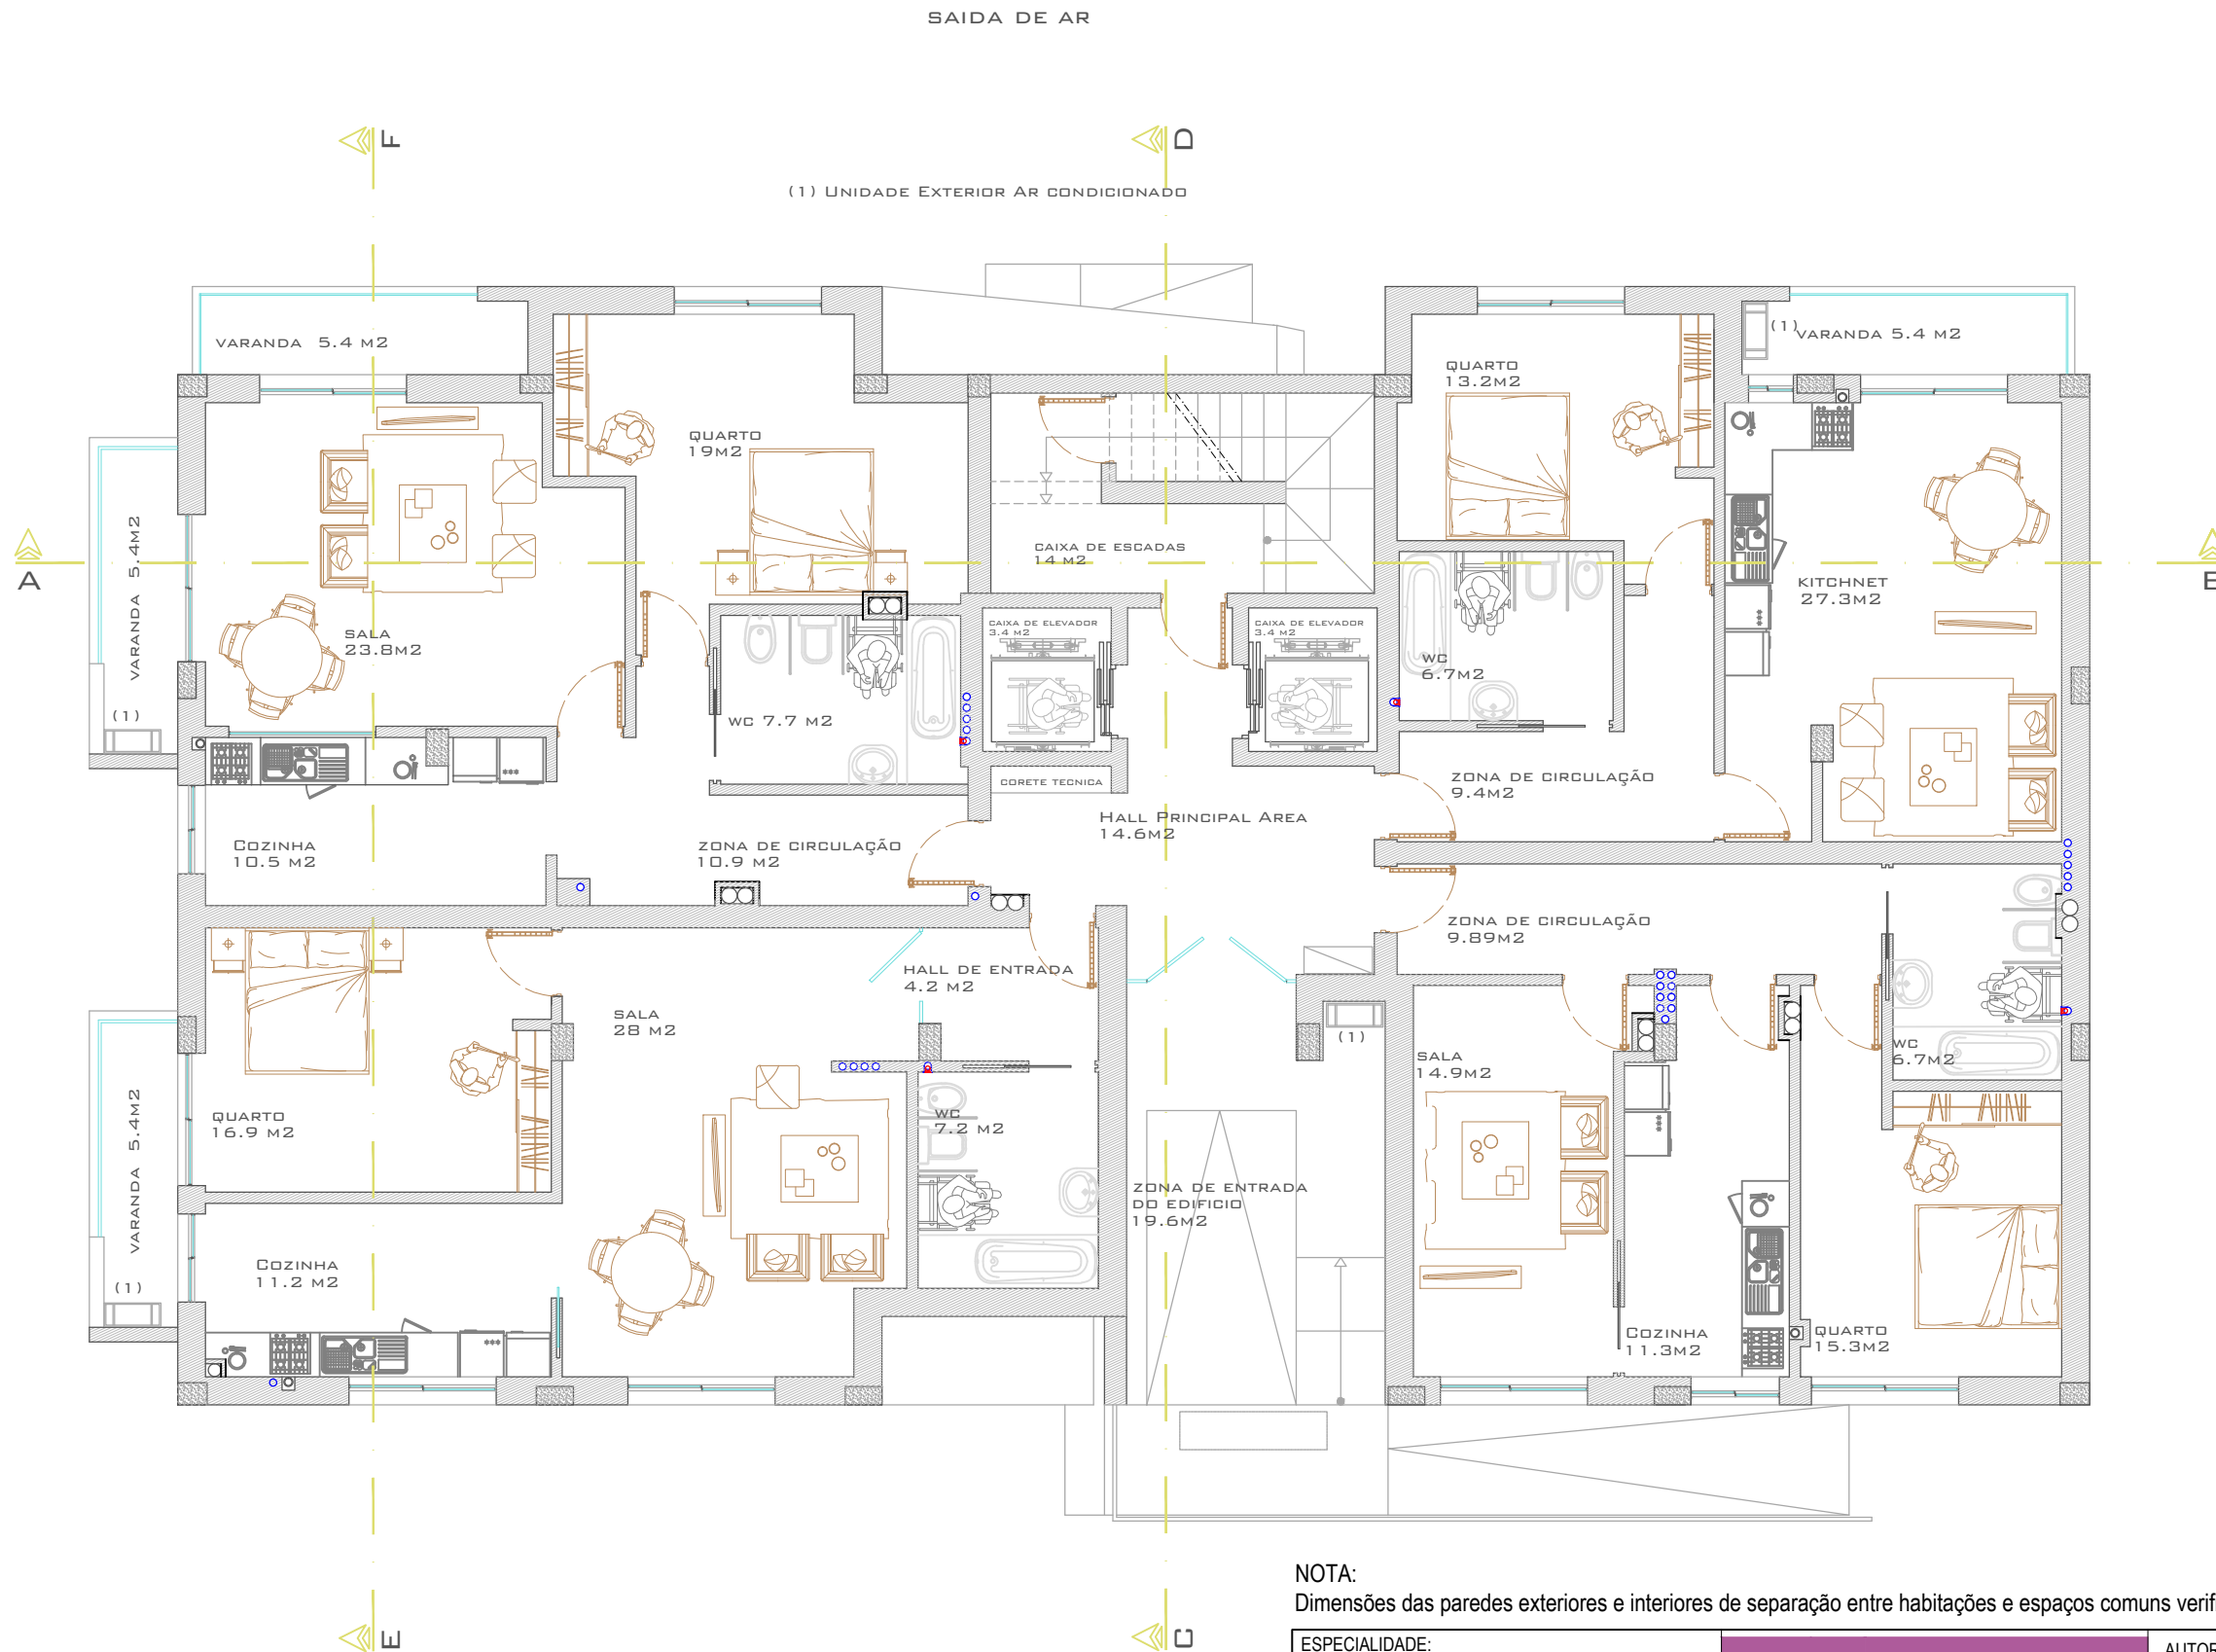 SAIDA DE AR
F
D
(1) Unidade Exterior Ar condicionado
VARANDA 5.4 M2
(1)
VARANDA 5.4 M2
QUARTO
13.2M2
QUARTO
19M2
VARANDA 5.4M2
CAIXA DE ESCADAS
14 M2
A
KITCHNET
27.3M2
CAIXA DE ELEVADOR
3.4 M2
CAIXA DE ELEVADOR
3.4 M2
SALA
23.8M2
WC
6.7M2
(1)
WC 7.7 M2
ZONA DE CIRCULAÇÃO
9.4M2
CORETE TECNICA
Hall Principal Area
14.6M2
Cozinha
10.5 M2
ZONA DE CIRCULAÇÃO
10.9 M2
ZONA DE CIRCULAÇÃO
9.89M2
HALL DE ENTRADA
4.2 M2
SALA
28 M2
(1)
SALA
14.9M2
WC
6.7M2
VARANDA 5.4M2
QUARTO
16.9 M2
WC
7.2 M2
ZONA DE ENTRADA
DO EDIFICIO
19.6M2
Cozinha
11.2 M2
(1)
Cozinha
11.3M2
QUARTO
15.3M2
NOTA:
Dimensões das paredes exteriores e interiores de separação entre habitações e espaços comuns verif
E
C
ESPECIALIDADE:
AUTOR